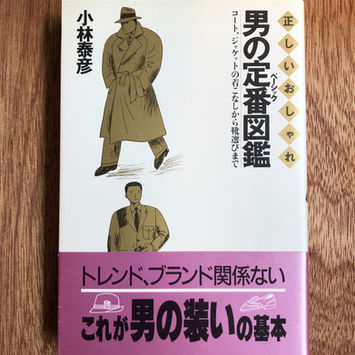 正しいおしゃれ
男の定番図鑑
ベーシック
コート、ジャケットの着こなしから靴選びまで
小林泰彦
トレンド、ブランド関係ない
これが男の装いの基本